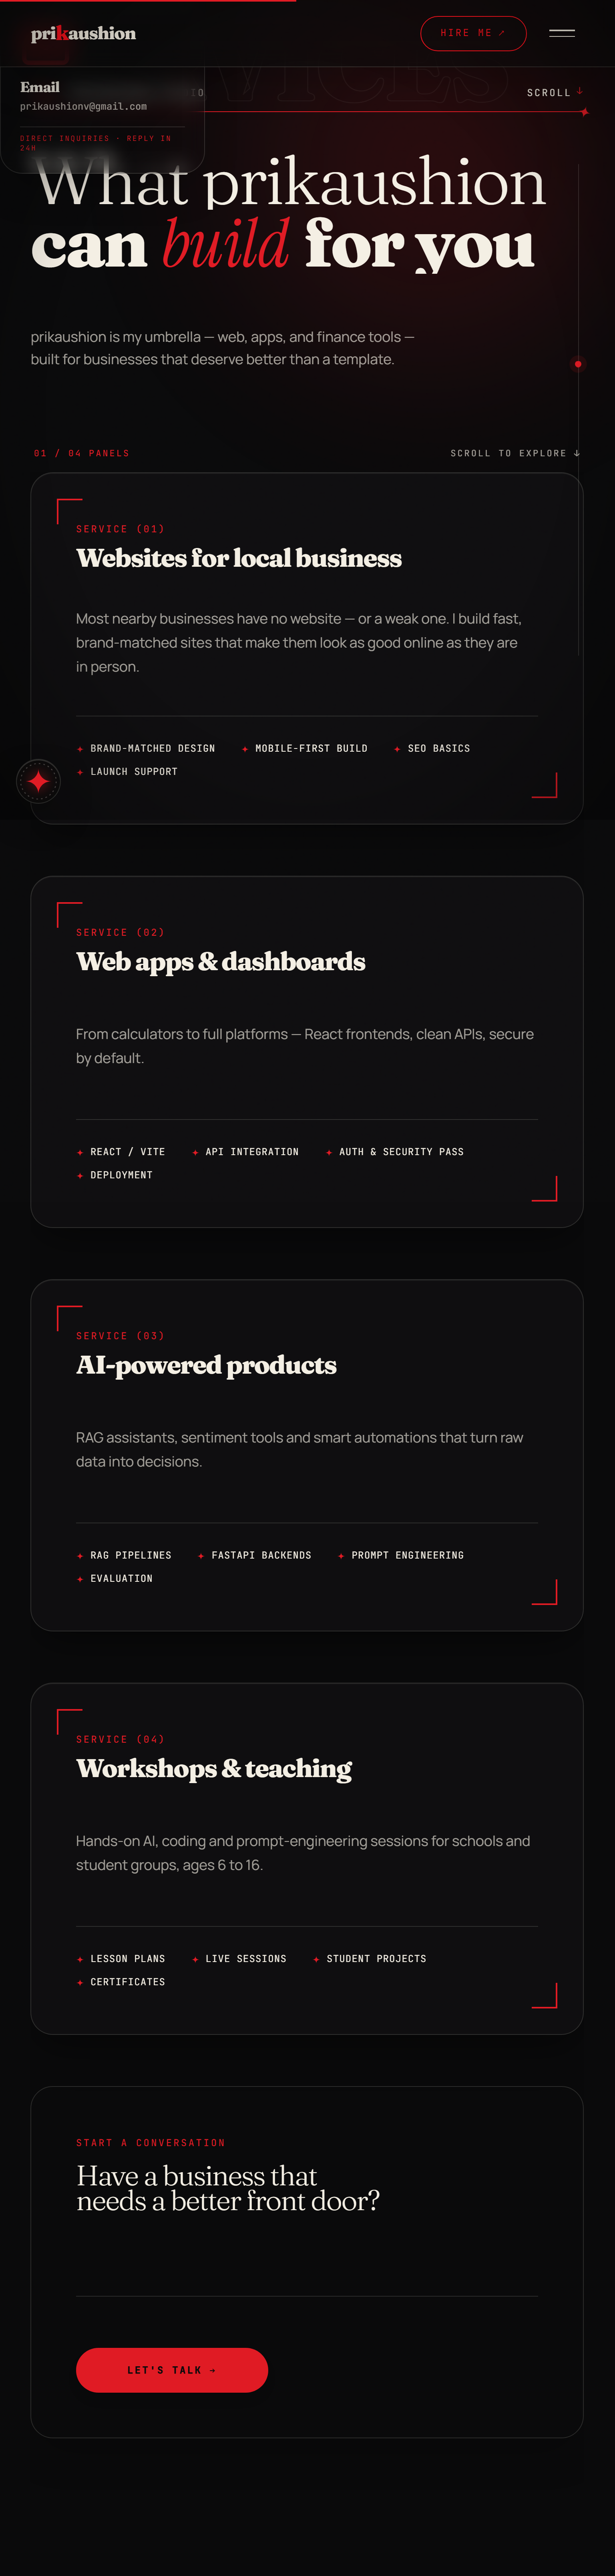 prikaushion
HIRE ME ↗
VICES
Email
prikaushionv@gmail.com
IO
SCROLL ↓
DIRECT INQUIRIES · REPLY IN
24H
What prikaushion
can build for you
prikaushion is my umbrella — web, apps, and finance tools —
built for businesses that deserve better than a template.
01 / 04 PANELS
SCROLL TO EXPLORE ↓
SERVICE (01)
Websites for local business
Most nearby businesses have no website — or a weak one. I build fast,
brand-matched sites that make them look as good online as they are
in person.
✦ BRAND-MATCHED DESIGN ✦ MOBILE-FIRST BUILD ✦ SEO BASICS
✦ LAUNCH SUPPORT
SERVICE (02)
Web apps & dashboards
From calculators to full platforms — React frontends, clean APIs, secure
by default.
✦ REACT / VITE ✦ API INTEGRATION ✦ AUTH & SECURITY PASS
✦ DEPLOYMENT
SERVICE (03)
AI-powered products
RAG assistants, sentiment tools and smart automations that turn raw
data into decisions.
✦ RAG PIPELINES ✦ FASTAPI BACKENDS ✦ PROMPT ENGINEERING
✦ EVALUATION
SERVICE (04)
Workshops & teaching
Hands-on AI, coding and prompt-engineering sessions for schools and
student groups, ages 6 to 16.
✦ LESSON PLANS ✦ LIVE SESSIONS ✦ STUDENT PROJECTS
✦ CERTIFICATES
START A CONVERSATION
Have a business that
needs a better front door?
LET'S TALK →